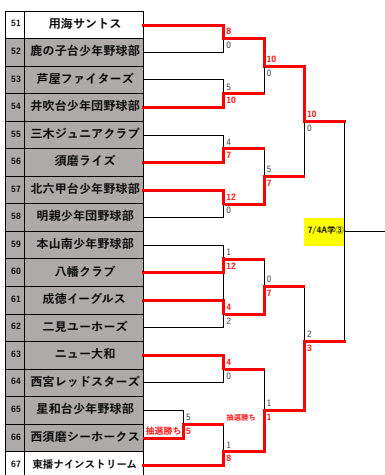 51 用海サントス
52 鹿の子台少年野球部
53 芦屋ファイターズ
54 井吹台少年団野球部
55 三木ジュニアクラブ
56 須磨ライズ
57 北六甲台少年野球部
58 明親少年団野球部
59 本山南少年野球部
60 八幡クラブ
61 成徳イーグルス
62 二見ユーホーズ
63 ニュー大和
64 西宮レッドスターズ
65 星和台少年野球部
66 西須磨シーホークス
67 東播ナインストリーム
抽選勝ち
5
5
8
0
5
10
4
7
12
0
1
12
4
2
4
0
1
8
10
0
5
7
0
7
1
抽選勝ち
1
10
0
2
3
7/4A学③